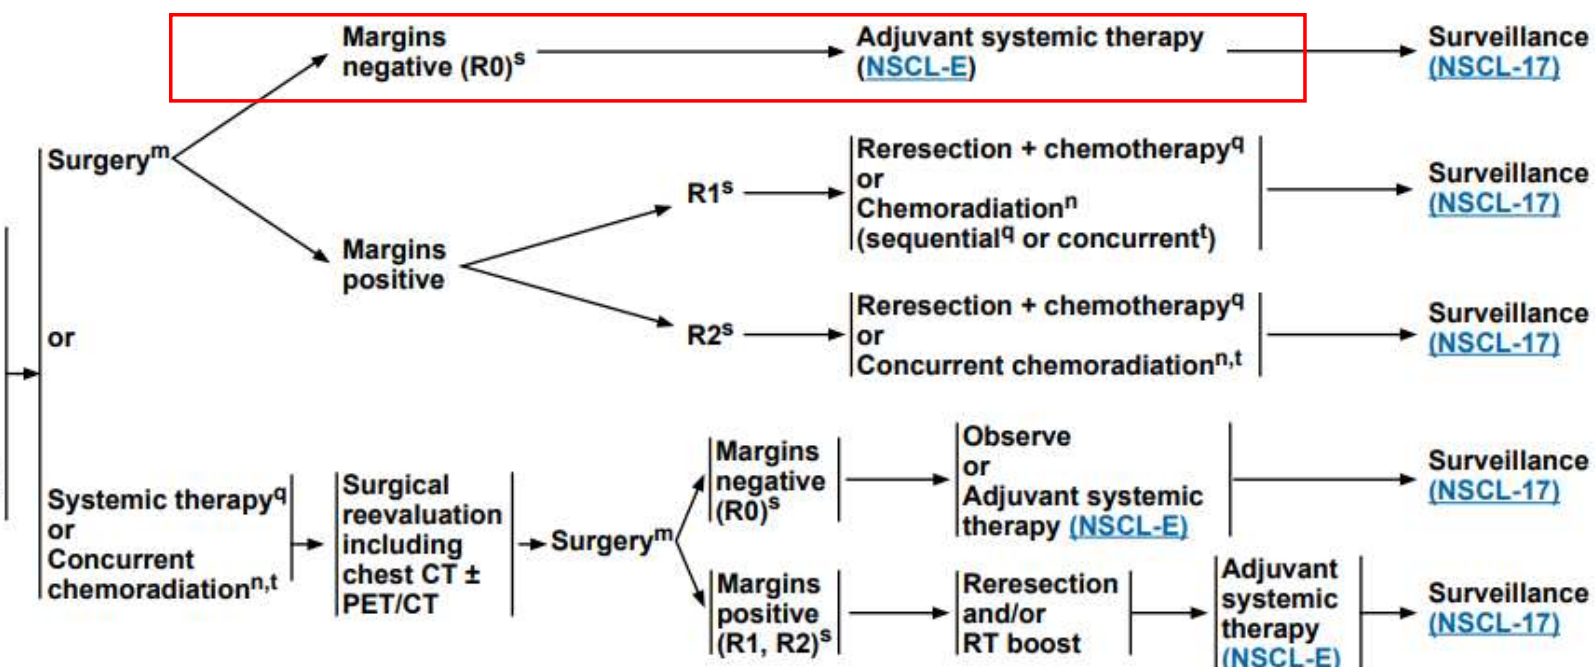 Margins
negative (R0)s
Adjuvant systemic therapy
(NSCL-E)
Surveillance
(NSCL-17)
Surgerym
Margins
positive
R1s
Reresection + chemotherapyq
or
Chemoradiationn
(sequentialq or concurrentt)
Surveillance
(NSCL-17)
R2s
Reresection + chemotherapyq
or
Concurrent chemoradiationn,t
Surveillance
(NSCL-17)
or
Systemic therapyq
or
Concurrent
chemoradiationn,t
Surgical
reevaluation
including
chest CT ±
PET/CT
Surgerym
Margins
negative
(R0)s
Observe
or
Adjuvant systemic
therapy (NSCL-E)
Surveillance
(NSCL-17)
Margins
positive
(R1, R2)s
Reresection
and/or
RT boost
Adjuvant
systemic
therapy
(NSCL-E)
Surveillance
(NSCL-17)